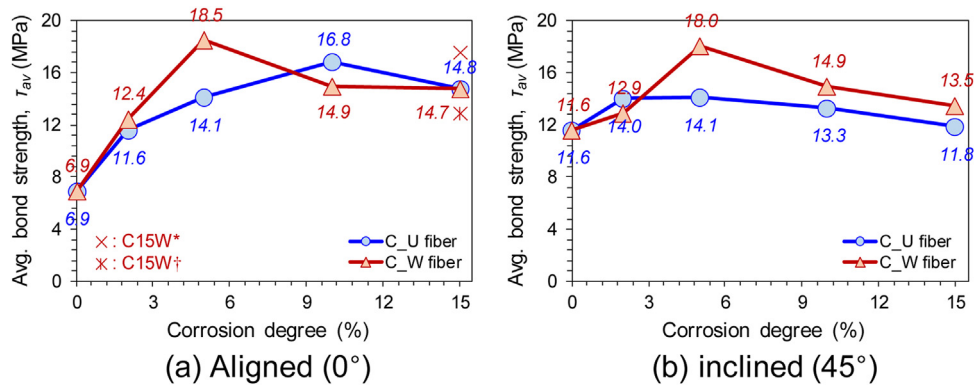 20
18.5
16.8
16
12.4
14.1
14.9
14.8
14.7
12
11.6
8
6.9
6.9
4
× : C15W*
ж : C15W†
C_U fiber
C_W fiber
0
0 3 6 9 12 15
Avg. bond strength, τav (MPa)
Corrosion degree (%)
(a) Aligned (0°)
20
18.0
16
14.9
13.5
12.9
11.6
14.0
14.1
13.3
12
11.6
11.8
8
4
C_U fiber
C_W fiber
0
0 3 6 9 12 15
Avg. bond strength, τav (MPa)
Corrosion degree (%)
(b) inclined (45°)